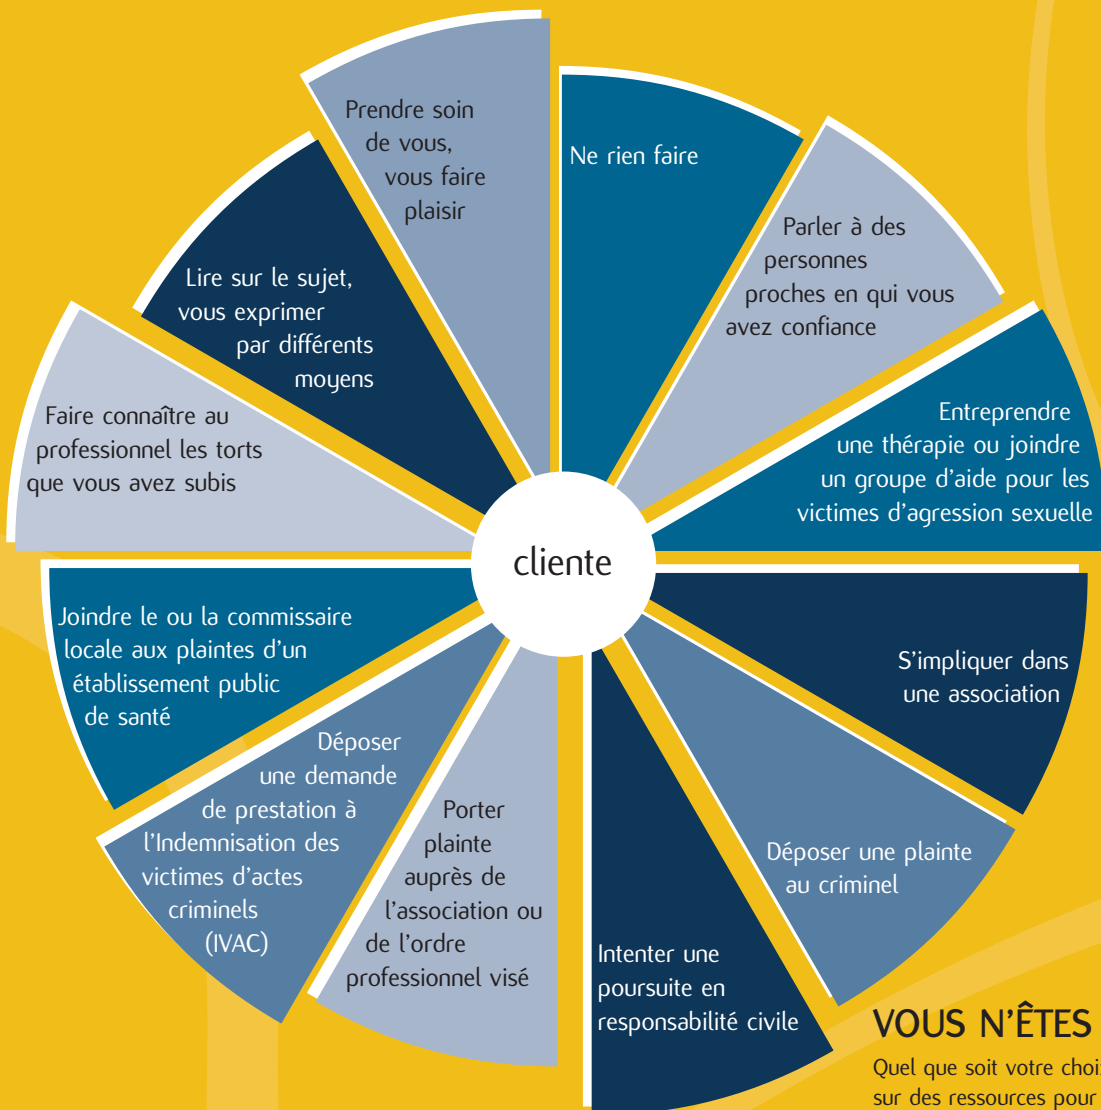 Prendre soin
de vous,
vous faire
plaisir
Ne rien faire
Parler à des
personnes
proches en qui vous
avez confiance
Entreprendre
une thérapie ou joindre
un groupe d'aide pour les
victimes d'agression sexuelle
S'impliquer dans
une association
Déposer une plainte
au criminel
Intenter une
poursuite en
responsabilité civile
Porter
plainte
auprès de
l'association ou
de l'ordre
professionnel visé
Déposer
une demande
de prestation à
l'Indemnisation des
victimes d'actes
criminels
(IVAC)
Joindre le ou la commissaire
locale aux plaintes d'un
établissement public
de santé
Faire connaître au
professionnel les torts
que vous avez subis
Lire sur le sujet,
vous exprimer
par différents
moyens
cliente
VOUS N'ÊTES
Quel que soit votre
sur des ressources pour